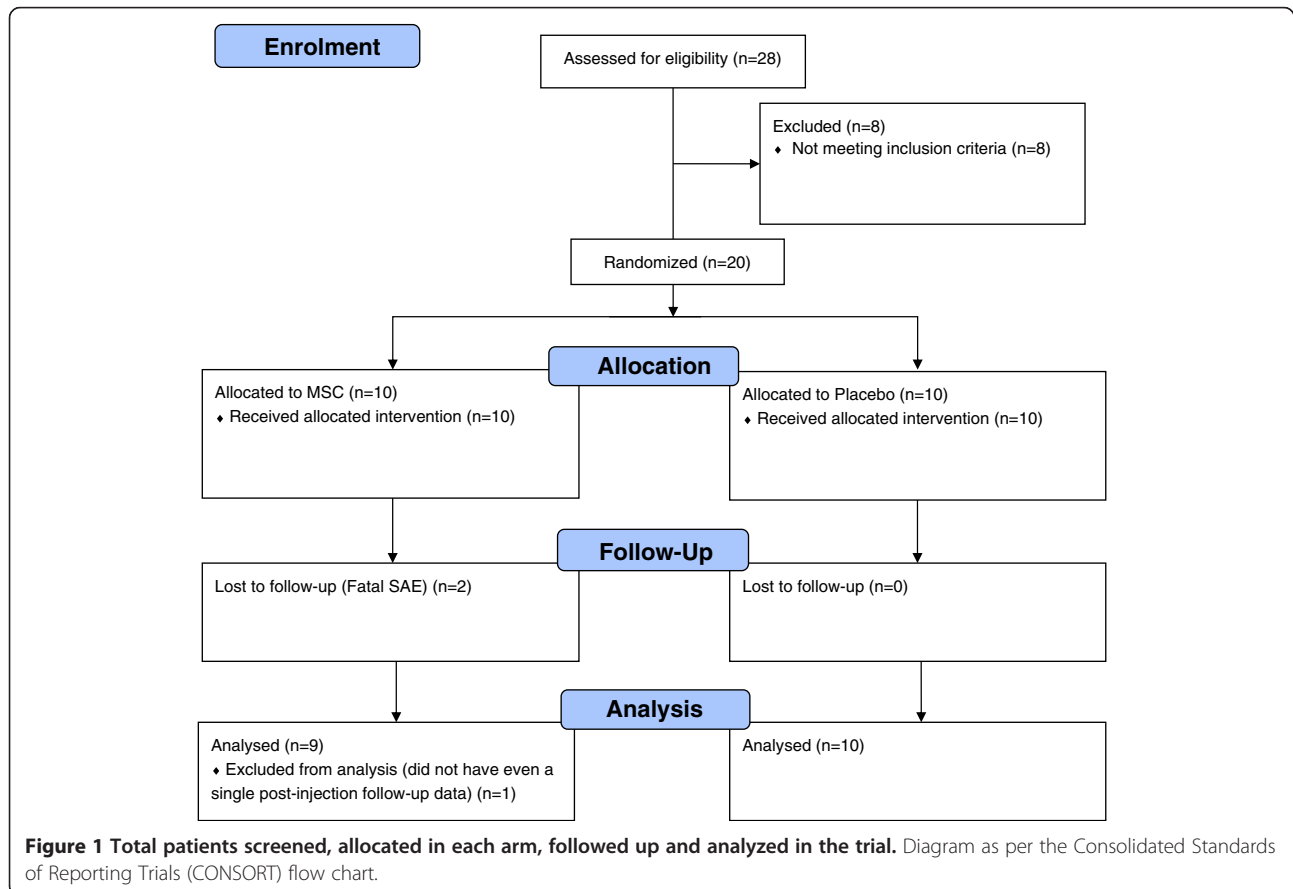 Enrolment
Assessed for eligibility (n=28)
Excluded (n=8)
♦ Not meeting inclusion criteria (n=8)
Randomized (n=20)
Allocation
Allocated to MSC (n=10)
♦ Received allocated intervention (n=10)
Allocated to Placebo (n=10)
♦ Received allocated intervention (n=10)
Follow-Up
Lost to follow-up (Fatal SAE) (n=2)
Lost to follow-up (n=0)
Analysis
Analysed (n=9)
♦ Excluded from analysis (did not have even a
single post-injection follow-up data) (n=1)
Analysed (n=10)
Figure 1 Total patients screened, allocated in each arm, followed up and analyzed in the trial. Diagram as per the Consolidated Standards
of Reporting Trials (CONSORT) flow chart.